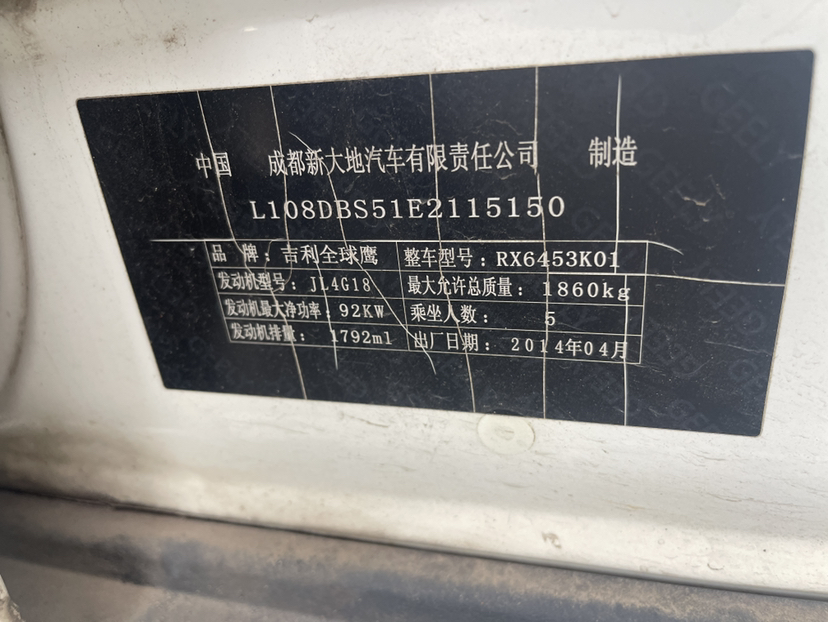 中国 成都新大地汽车有限责任公司 制造
L108DBS51E2115150
品 牌：吉利全球鹰 整车型号：RX6453K01
发动机型号：JL4G18 最大允许总质量：1860kg
发动机最大净功率：92KW 乘坐人数： 5
发动机排量： 1792ml 出厂日期： 2014年04月